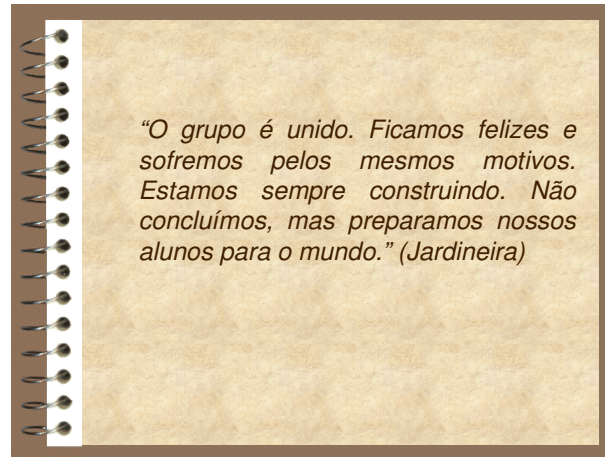 “O grupo é unido. Ficamos felizes e
sofremos pelos mesmos motivos.
Estamos sempre construindo. Não
concluímos, mas preparamos nossos
alunos para o mundo.” (Jardineira)